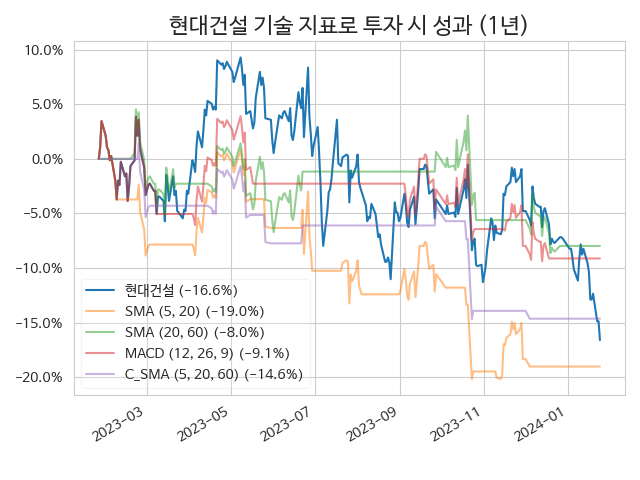 현대건설 기술 지표로 투자 시 성과 (1년)
10.0%
5.0%
0.0%
−5.0%
−10.0%
−15.0%
−20.0%
현대건설 (−16.6%)
SMA (5, 20) (−19.0%)
SMA (20, 60) (−8.0%)
MACD (12, 26, 9) (−9.1%)
C_SMA (5, 20, 60) (−14.6%)
2023-03
2023-05
2023-07
2023-09
2023-11
2024-01